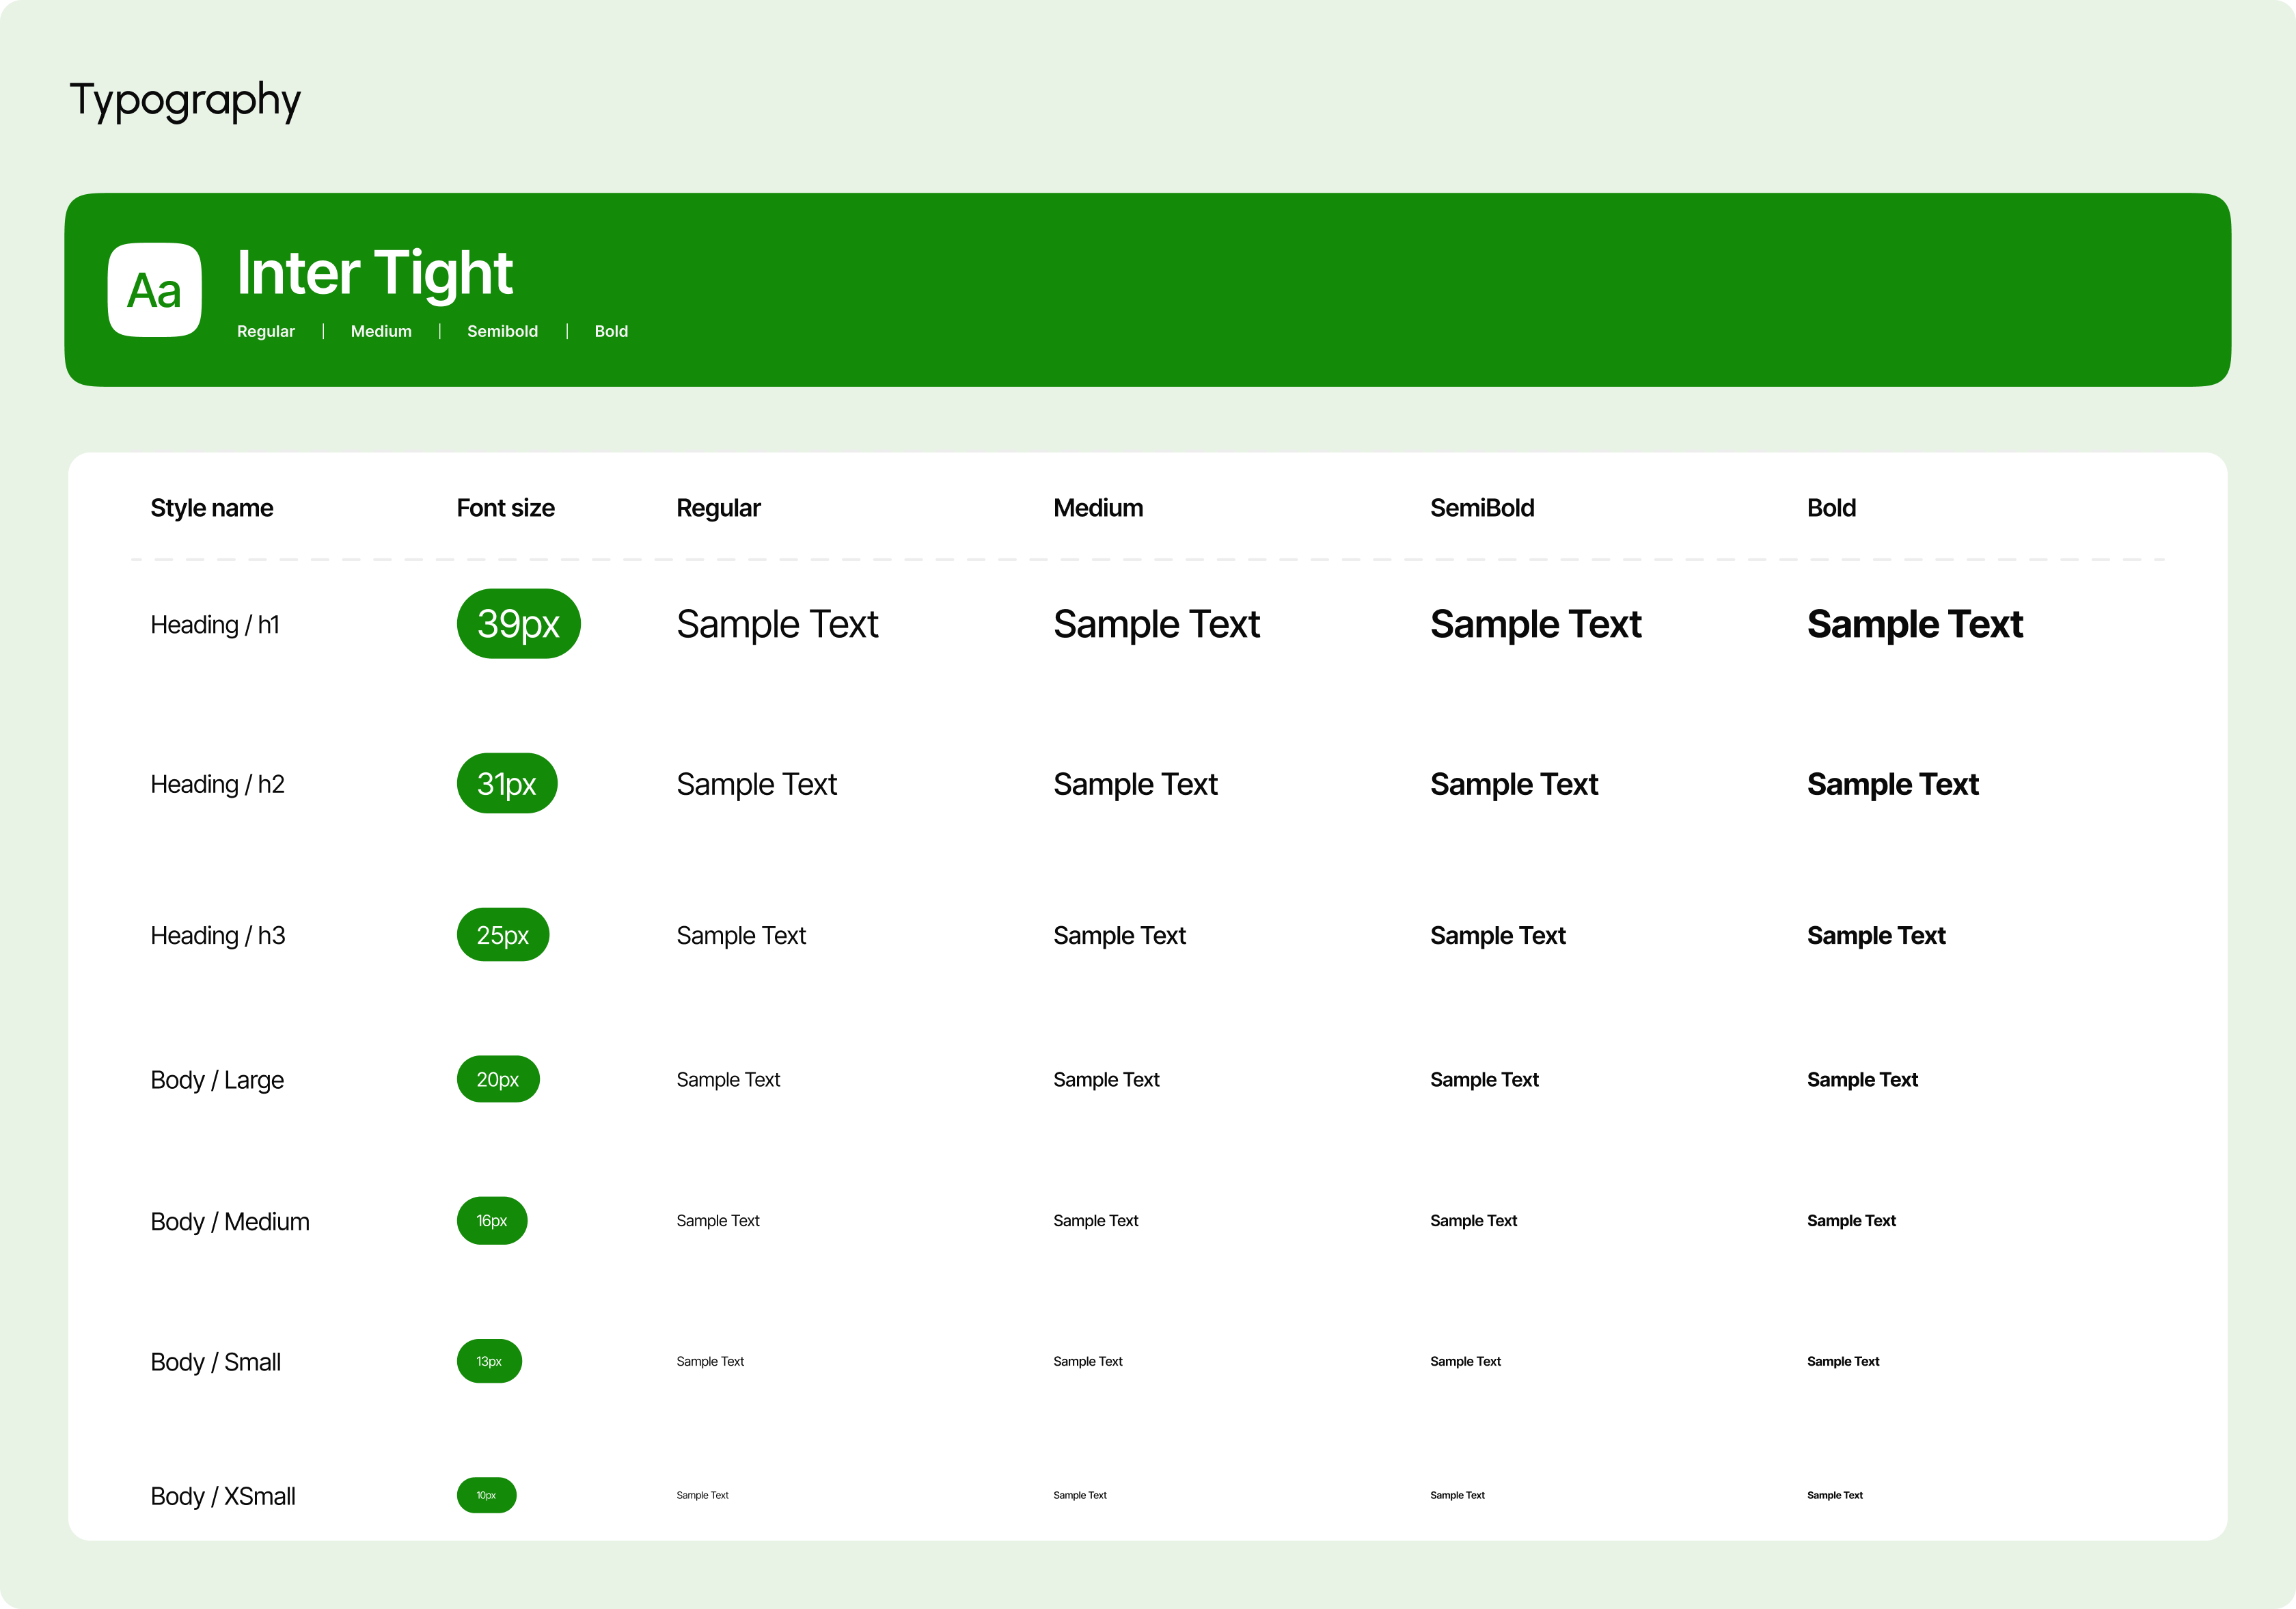 Typography
Aa
Inter Tight
Regular | Medium | Semibold | Bold
Style name Font size Regular Medium SemiBold Bold
Heading / h1 39px Sample Text Sample Text Sample Text Sample Text
Heading / h2 31px Sample Text Sample Text Sample Text Sample Text
Heading / h3 25px Sample Text Sample Text Sample Text Sample Text
Body / Large 20px Sample Text Sample Text Sample Text Sample Text
Body / Medium 16px Sample Text Sample Text Sample Text Sample Text
Body / Small 13px Sample Text Sample Text Sample Text Sample Text
Body / XSmall 10px Sample Text Sample Text Sample Text Sample Text